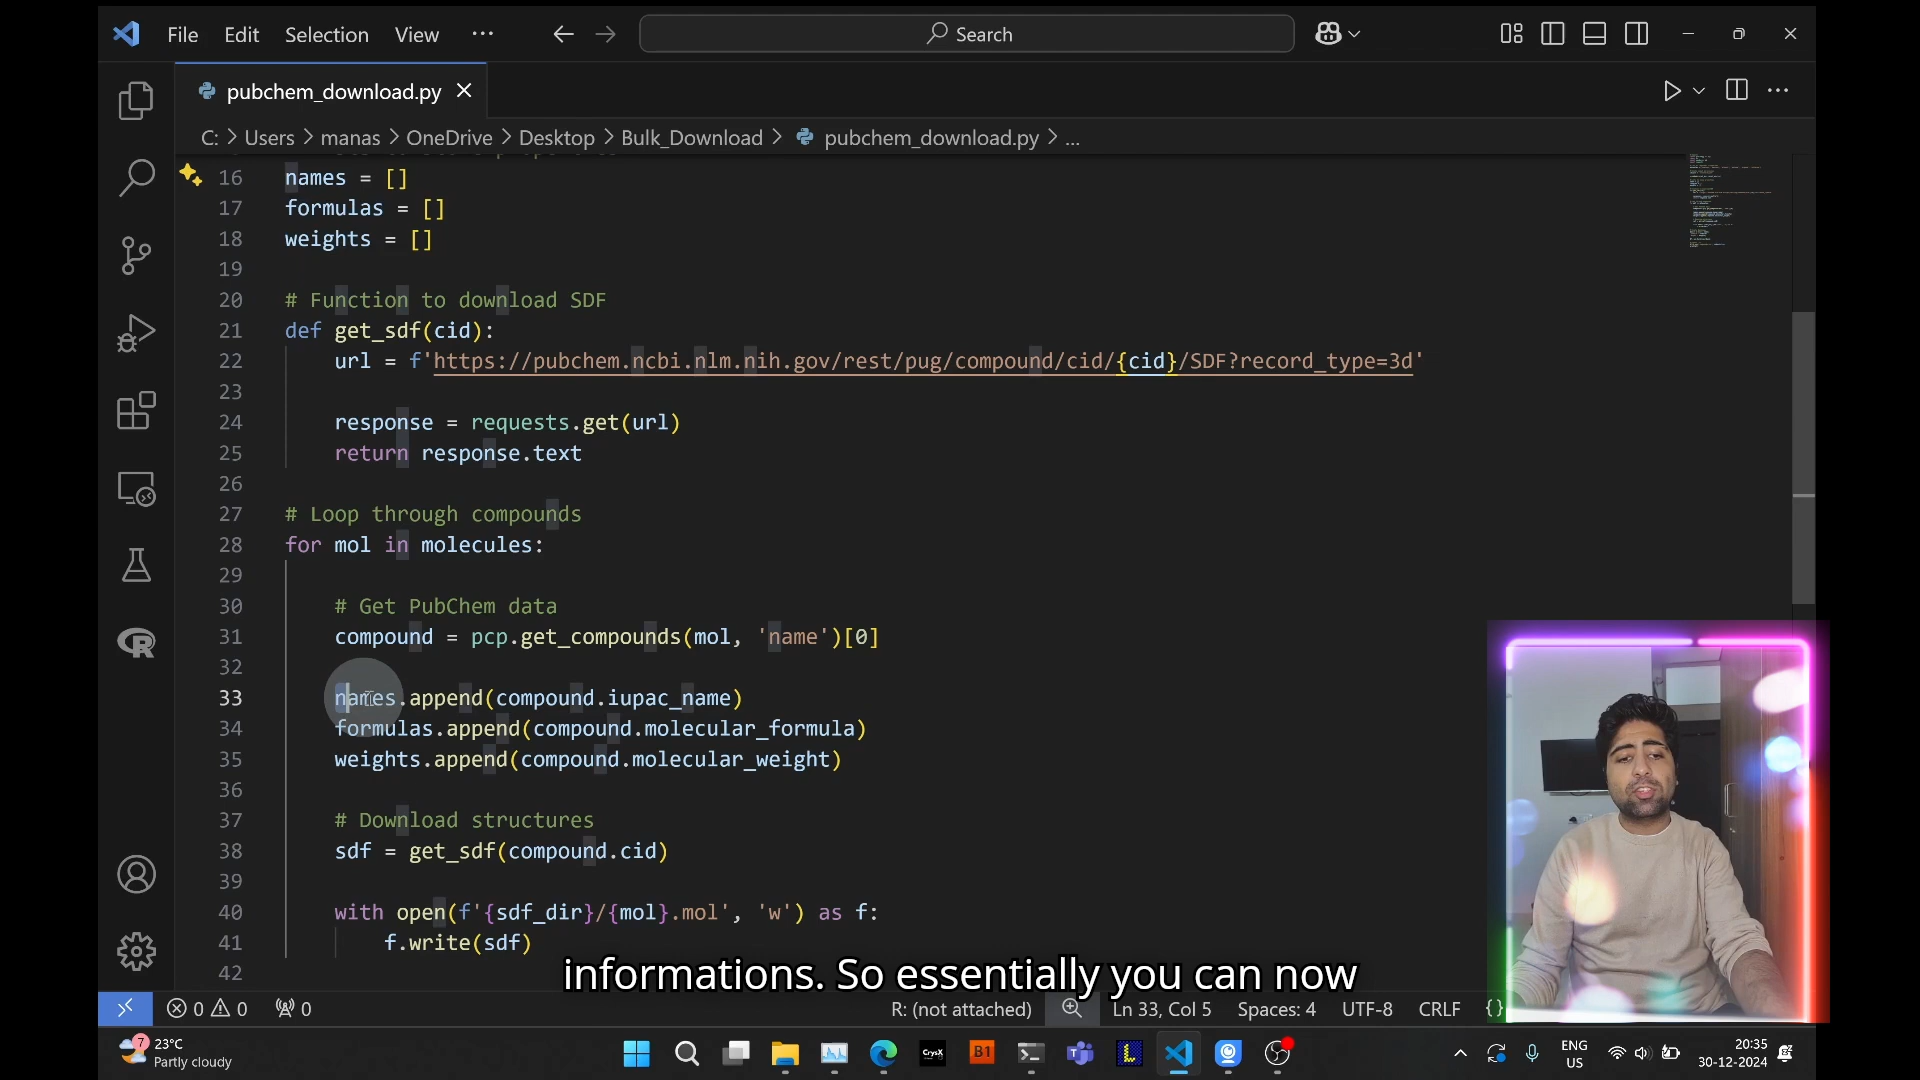 File Edit Selection View ... Search
pubchem_download.py
C: > Users > manas > OneDrive > Desktop > Bulk_Download > pubchem_download.py > ...
16 names = []
17 formulas = []
18 weights = []
19
20 # Function to download SDF
21 def get_sdf(cid):
22 url = f'https://pubchem.ncbi.nlm.nih.gov/rest/pug/compound/cid/{cid}/SDF?record_type=3d'
23
24 response = requests.get(url)
25 return response.text
26
27 # Loop through compounds
28 for mol in molecules:
29
30 # Get PubChem data
31 compound = pcp.get_compounds(mol, 'name')[0]
32
33 names.append(compound.iupac_name)
34 formulas.append(compound.molecular_formula)
35 weights.append(compound.molecular_weight)
36
37 # Download structures
38 sdf = get_sdf(compound.cid)
39
40 with open(f'{sdf_dir}/{mol}.mol', 'w') as f:
41 f.write(sdf)
42
informations. So essentially you can now
0 0 0 R: (not attached) Ln 33, Col 5 Spaces: 4 UTF-8 CRLF {}
7 23°C
Partly cloudy
CrysX B1
ENG
US
20:35
30-12-2024